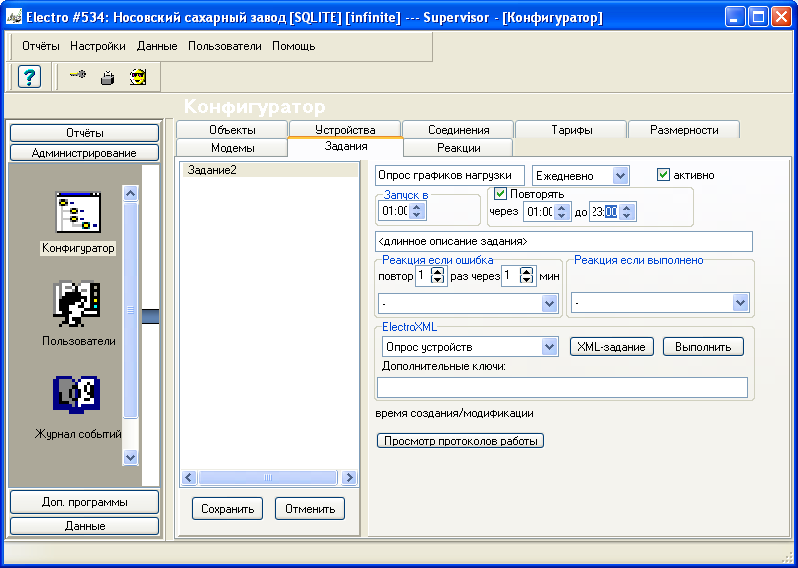 Electro #534: Носовский сахарный завод [SQLITE] [infinite] --- Supervisor - [Конфигуратор]
Отчёты Настройки Данные Пользователи Помощь
?
Конфигуратор
Отчёты
Администрирование
Конфигуратор
Пользователи
Журнал событий
Доп. программы
Данные
Объекты Устройства Соединения Тарифы Размерности
Модемы Задания Реакции
Задание2
Сохранить Отменить
Опрос графиков нагрузки Ежедневно активно
Запуск в Повторять
01:00 через 01:00 до 23:00
<длинное описание задания>
Реакция если ошибка Реакция если выполнено
повтор 1 раз через 1 мин
- -
ElectroXML
Опрос устройств XML-задание Выполнить
Дополнительные ключи:
время создания/модификации
Просмотр протоколов работы